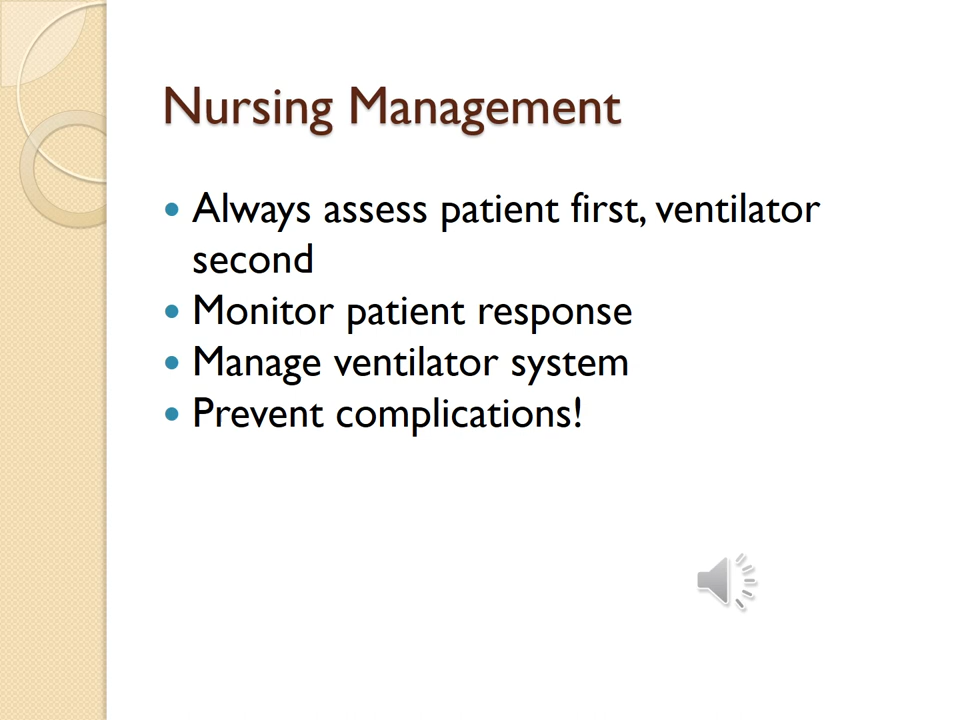 Nursing Management
• Always assess patient first, ventilator
second
• Monitor patient response
• Manage ventilator system
• Prevent complications!